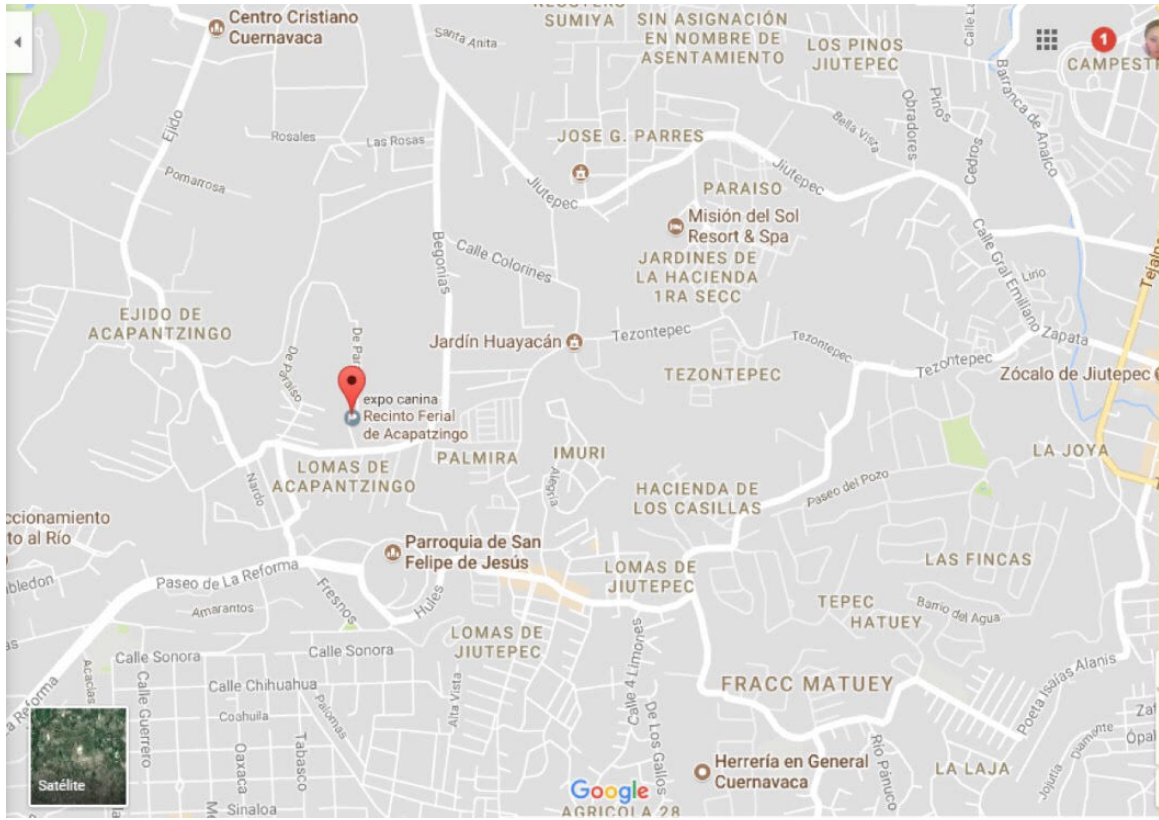 Centro Cristiano
Cuernavaca
Santa Anita
SUMIYA
SIN ASIGNACIÓN
EN NOMBRE DE
ASENTAMIENTO
LOS PINOS
JIUTEPEC
1
Ejido
Rosales
Las Rosas
Pomarrosa
JOSE G. PARRES
Jiutepec
PARAISO
Jiutepec
Bella Vista
Obradores
Pinos
Cedros
Barranca de Analco
Misión del Sol
Resort & Spa
JARDINES DE
LA HACIENDA
1RA SECC
Begonias
Calle Colorines
Calle Gral Emiliano Zapata
Lirio
EJIDO DE
ACAPANTZINGO
De Paraiso
Jardín Huayacán
Tezontepec
Tezontepec
Tezontepec
TEZONTEPEC
Zócalo de Jiutepec
expo canina
Recinto Ferial
de Acapatzingo
LOMAS DE
ACAPANTZINGO
PALMIRA
IMURI
Alegría
Nardo
HACIENDA DE
LOS CASILLAS
Paseo del Pozo
LA JOYA
LAS FINCAS
Parroquia de San
Felipe de Jesús
Paseo de La Reforma
Fresnos
Hules
Amarantos
LOMAS DE
JIUTEPEC
TEPEC
HATUEY
Barrio del Agua
LOMAS DE
JIUTEPEC
Calle Sonora
Calle Sonora
Acacias
Calle Guerrero
Calle Chihuahua
Coahuila
Palomas
Oaxaca
Tabasco
Sinaloa
Alta Vista
Calle 4 Limones
De Los Gallos
FRACC MATUEY
Poeta Isaías Alanis
Río Pánuco
LA LAJA
Diamante
Jojutla
Herrería en General
Cuernavaca
Satélite
Google
AGRICOLA 28